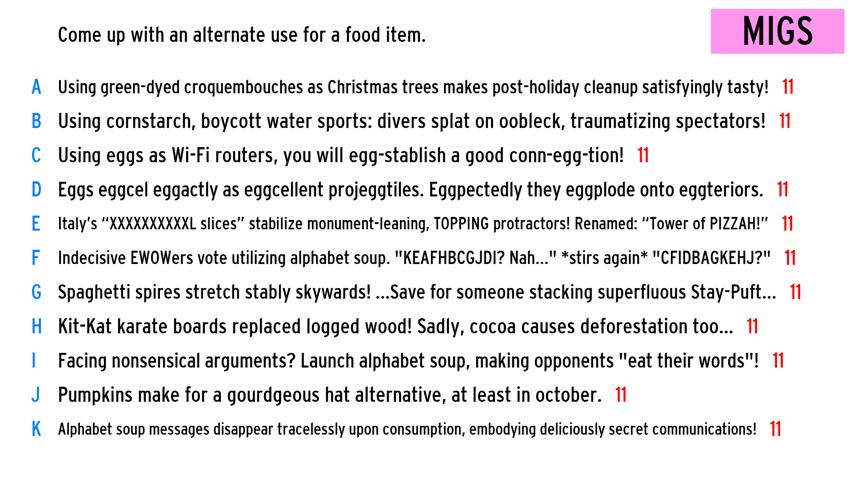 Come up with an alternate use for a food item.
MIGS
A Using green-dyed croquembouches as Christmas trees makes post-holiday cleanup satisfyingly tasty! 11
B Using cornstarch, boycott water sports: divers splat on oobleck, traumatizing spectators! 11
C Using eggs as Wi-Fi routers, you will egg-stablish a good conn-egg-tion! 11
D Eggs eggcel eggactly as eggcellent projeggtiles. Eggpectedly they eggplode onto eggteriors. 11
E Italy's “XXXXXXXXXXL slices” stabilize monument-leaning, TOPPING protractors! Renamed: “Tower of PIZZAH!” 11
F Indecisive EWOWers vote utilizing alphabet soup. "KEAFHBCGJDI? Nah..." *stirs again* "CFIDBAGKEHJ?" 11
G Spaghetti spires stretch stably skywards! ...Save for someone stacking superfluous Stay-Puft... 11
H Kit-Kat karate boards replaced logged wood! Sadly, cocoa causes deforestation too... 11
I Facing nonsensical arguments? Launch alphabet soup, making opponents "eat their words"! 11
J Pumpkins make for a gourdgeous hat alternative, at least in october. 11
K Alphabet soup messages disappear tracelessly upon consumption, embodying deliciously secret communications! 11